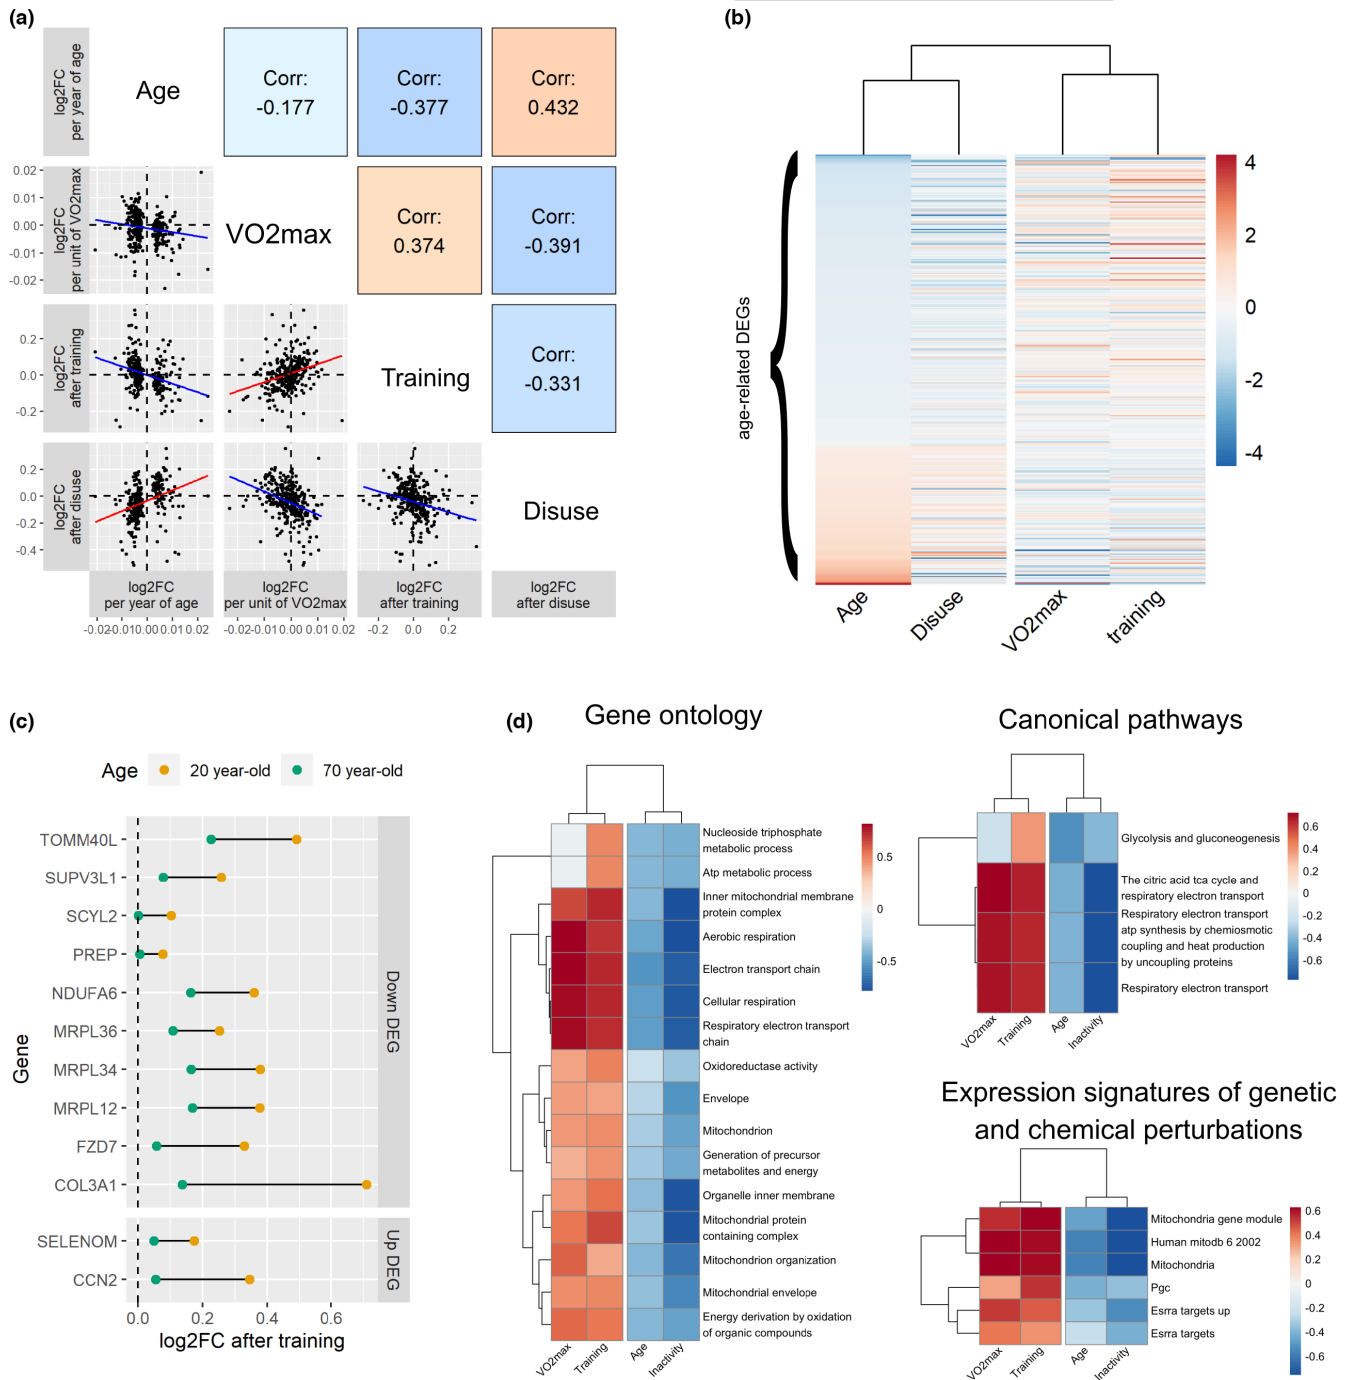 (a)
log2FC
per year of age
Age
Corr:
-0.177
Corr:
-0.377
Corr:
0.432
log2FC
per unit of VO2max
0.02
0.01
0.00
-0.01
-0.02
VO2max
Corr:
0.374
Corr:
-0.391
log2FC
after training
0.2
0.0
-0.2
Training
Corr:
-0.331
log2FC
after disuse
0.2
0.0
-0.2
-0.4
Disuse
log2FC
per year of age
log2FC
per unit of VO2max
log2FC
after training
log2FC
after disuse
-0.02 -0.01 0.00 0.01 0.02
-0.02 -0.01 0.00 0.01 0.02
-0.2 0.0 0.2
(b)
age-related DEGs
4
2
0
-2
-4
Age
Disuse
VO2max
training
(c)
Age
20 year-old
70 year-old
Gene
TOMM40L
SUPV3L1
SCYL2
PREP
NDUFA6
MRPL36
MRPL34
MRPL12
FZD7
COL3A1
SELENOM
CCN2
Down DEG
Up DEG
0.0 0.2 0.4 0.6
log2FC after training
(d)
Gene ontology
Nucleoside triphosphate
metabolic process
Atp metabolic process
Inner mitochondrial membrane
protein complex
Aerobic respiration
Electron transport chain
Cellular respiration
Respiratory electron transport
chain
Oxidoreductase activity
Envelope
Mitochondrion
Generation of precursor
metabolites and energy
Organelle inner membrane
Mitochondrial protein
containing complex
Mitochondrion organization
Mitochondrial envelope
Energy derivation by oxidation
of organic compounds
0.5
0
-0.5
VO2max
Training
Age
Inactivity
Canonical pathways
Glycolysis and gluconeogenesis
The citric acid tca cycle and
respiratory electron transport
Respiratory electron transport
atp synthesis by chemiosmotic
coupling and heat production
by uncoupling proteins
Respiratory electron transport
0.6
0.4
0.2
0
-0.2
-0.4
-0.6
VO2max
Training
Age
Inactivity
Expression signatures of genetic
and chemical perturbations
Mitochondria gene module
Human mitodb 6 2002
Mitochondria
Pgc
Esrra targets up
Esrra targets
0.6
0.4
0.2
0
-0.2
-0.4
-0.6
VO2max
Training
Age
Inactivity